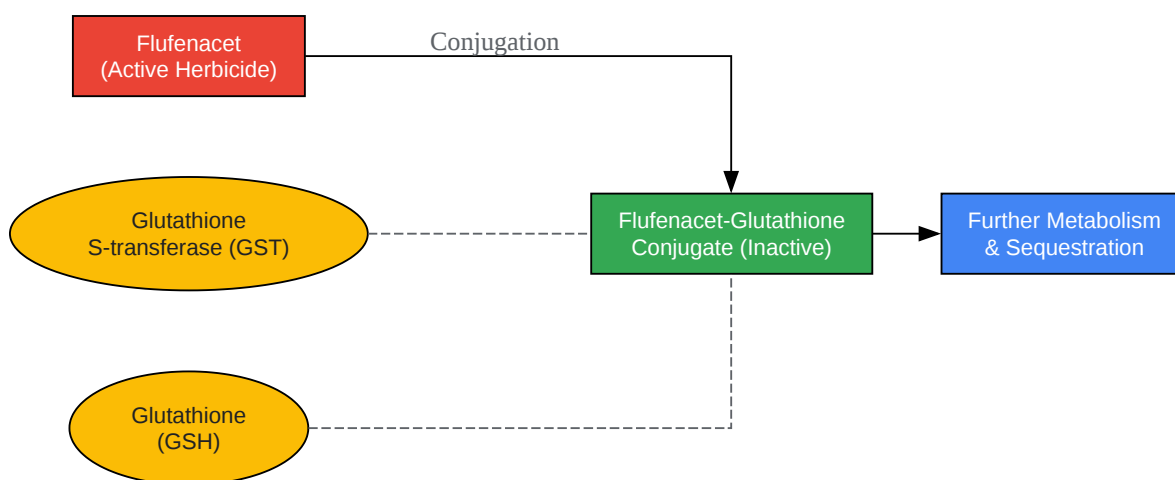 Flufenacet
(Active Herbicide)
Conjugation
Glutathione
S-transferase (GST)
Flufenacet-Glutathione
Conjugate (Inactive)
Further Metabolism
& Sequestration
Glutathione
(GSH)